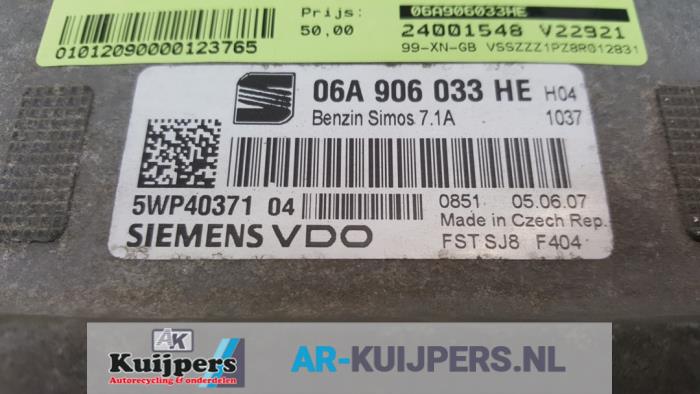 Prijs:
06A906033HE
50,00
24001548 V22921
01012090000123765
99-XN-GB VSSZZZ1PZ8R012831
06A 906 033 HE H04
Benzin Simos 7.1A 1037
5WP40371 04
0851 05.06.07
Made in Czech Rep.
SIEMENS VDO
FST SJ8 F404
AK
Kuijpers
Autorecycling & onderdelen
AR-KUIJPERS.NL